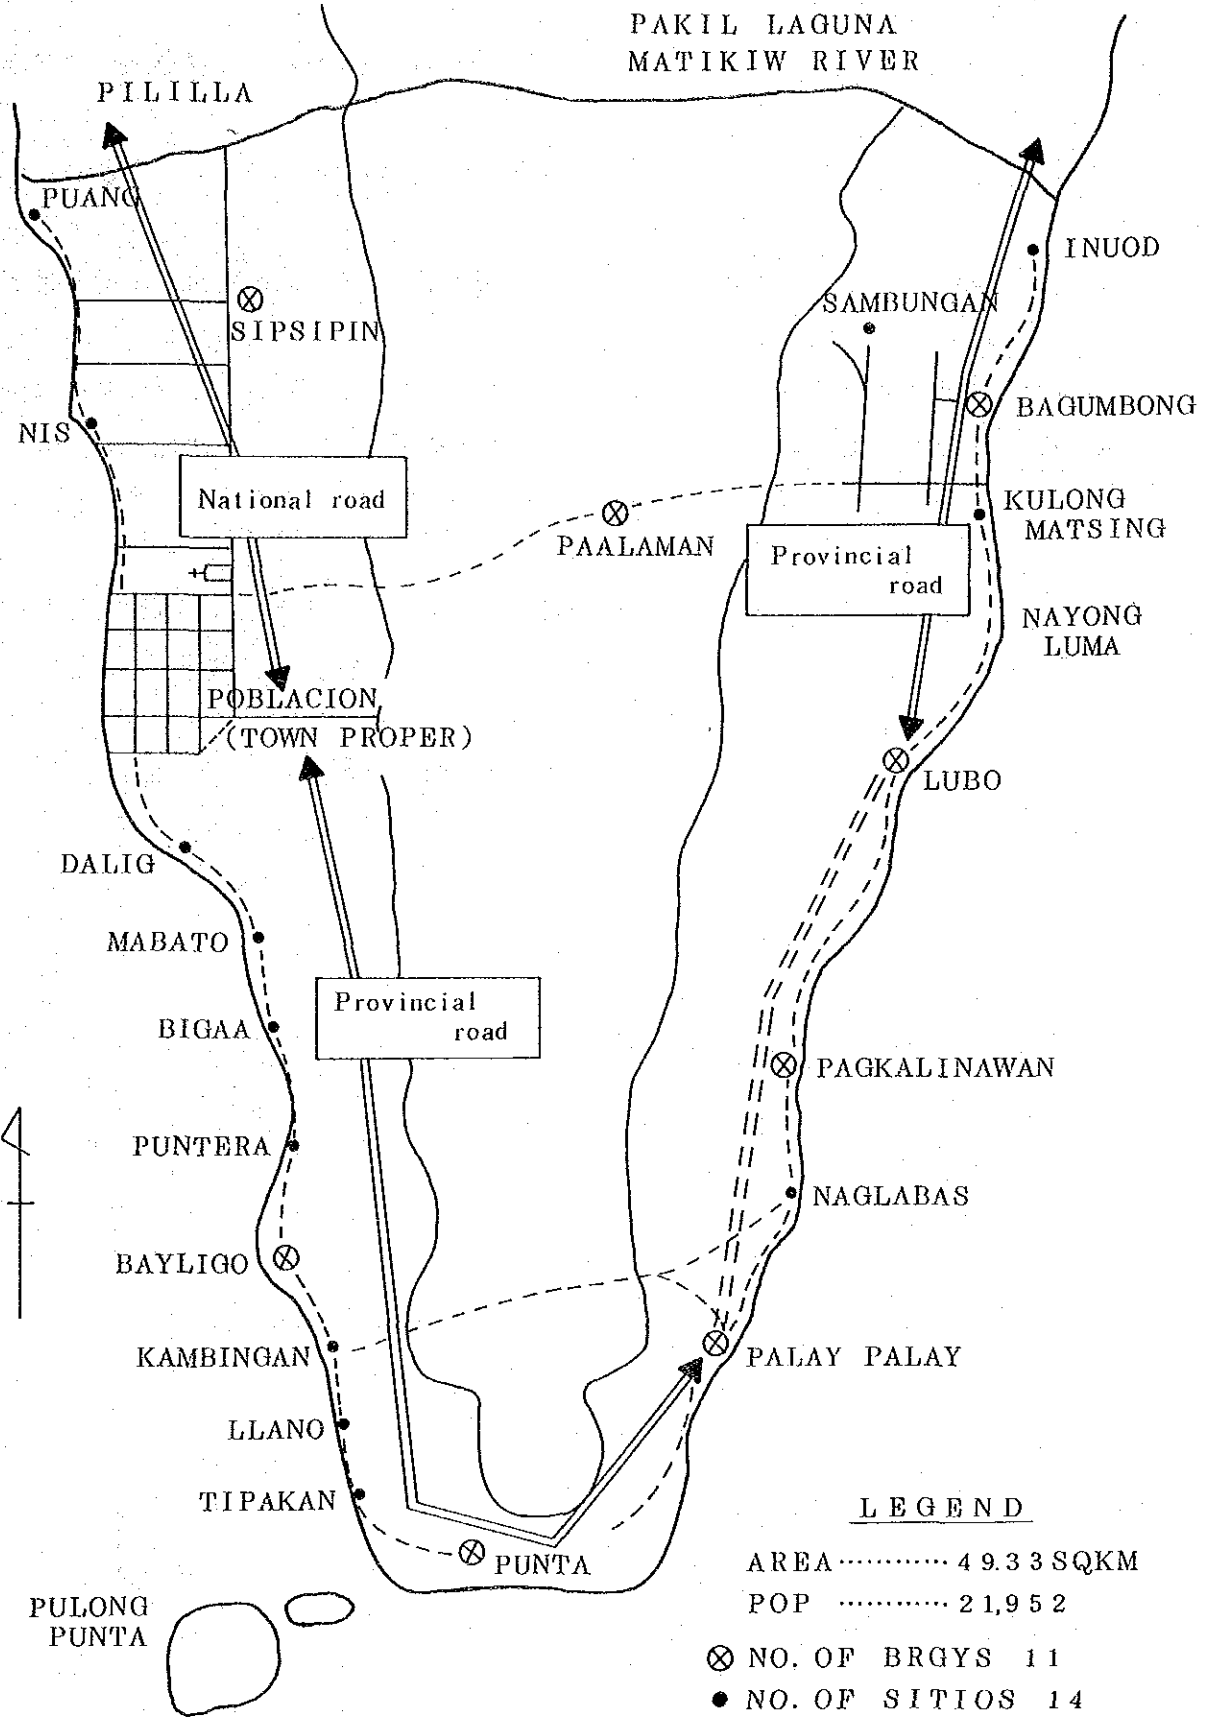 PAKIL LAGUNA
MATIKIW RIVER
PILILLA
PUANG
INUOD
SIPSIPIN
SAMBUNGAN
BAGUMBONG
NIS
National road
KULONG
MATSING
PAALAMAN
Provincial
road
NAYONG
LUMA
POBLACION
(TOWN PROPER)
LUBO
DALIG
MABATO
Provincial
road
BIGAA
PAGKALINAWAN
PUNTERA
NAGLABAS
BAYLIGO
KAMBINGAN
PALAY PALAY
LLANO
TIPAKAN
PUNTA
PULONG
PUNTA
LEGEND
AREA ............ 49.33 SQKM
POP ............ 21,952
⊗ NO. OF BRGYS 11
● NO. OF SITIOS 14